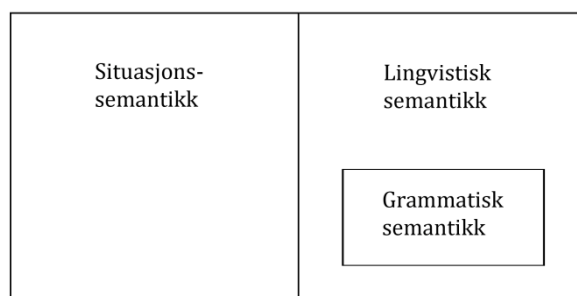 Situasjons-
semantikk
Lingvistisk
semantikk
Grammatisk
semantikk